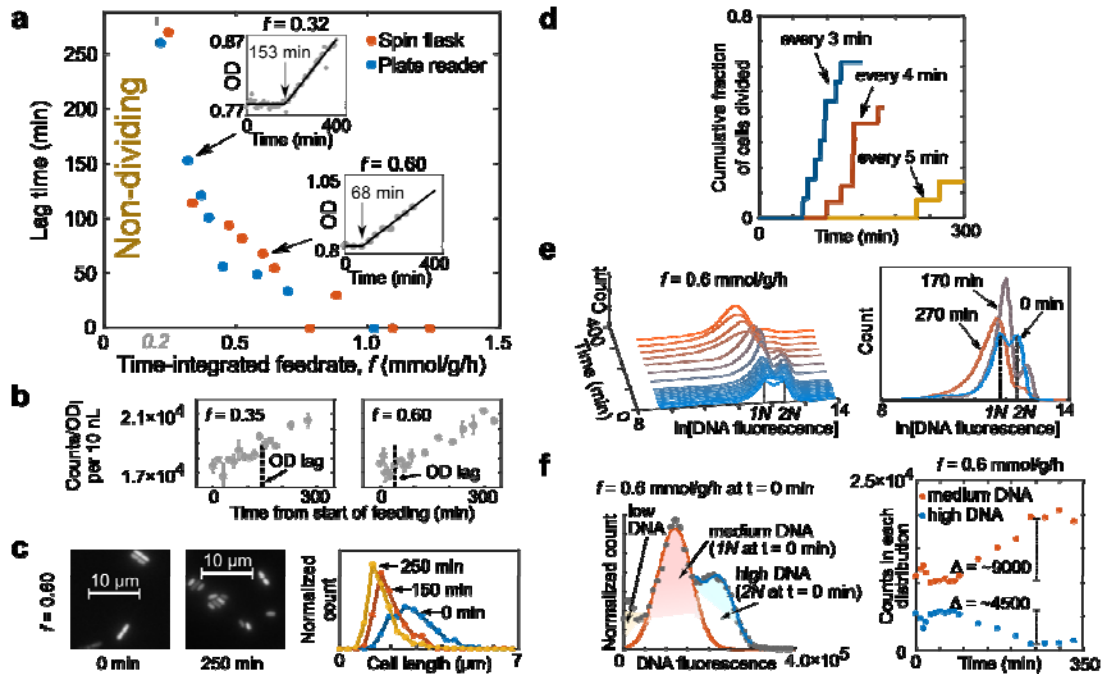 a
Lag time (min)
250
200
150
100
50
0
Non-dividing
f = 0.32
0.87
OD
0.77
153 min
0
400
Time (min)
Spin flask
Plate reader
f = 0.60
1.05
OD
0.8
68 min
0
400
Time (min)
0
0.2
0.5
1
1.5
Time-integrated feedrate, f (mmol/g/h)
b
Counts/OD
per 10 nL
2.1×10⁴
1.7×10⁴
f = 0.35
OD lag
0
300
f = 0.60
OD lag
0
300
Time from start of feeding (min)
c
f = 0.60
10 µm
0 min
10 µm
250 min
Normalized
count
250 min
150 min
0 min
0
7
Cell length (µm)
d
Cumulative fraction
of cells divided
0.8
0
every 3 min
every 4 min
every 5 min
0
300
Time (min)
e
f = 0.6 mmol/g/h
Count
400
Time (min)
0
8
1N 2N
14
ln[DNA fluorescence]
Count
170 min
0 min
270 min
8
1N 2N
14
ln[DNA fluorescence]
f
f = 0.6 mmol/g/h at t = 0 min
Normalized count
low
DNA
medium DNA
(1N at t = 0 min)
high DNA
(2N at t = 0 min)
0
4.0×10⁵
DNA fluorescence
f = 0.6 mmol/g/h
2.5×10⁴
Counts in each
distribution
medium DNA
high DNA
Δ = ~9000
Δ = ~4500
0
0
350
Time (min)